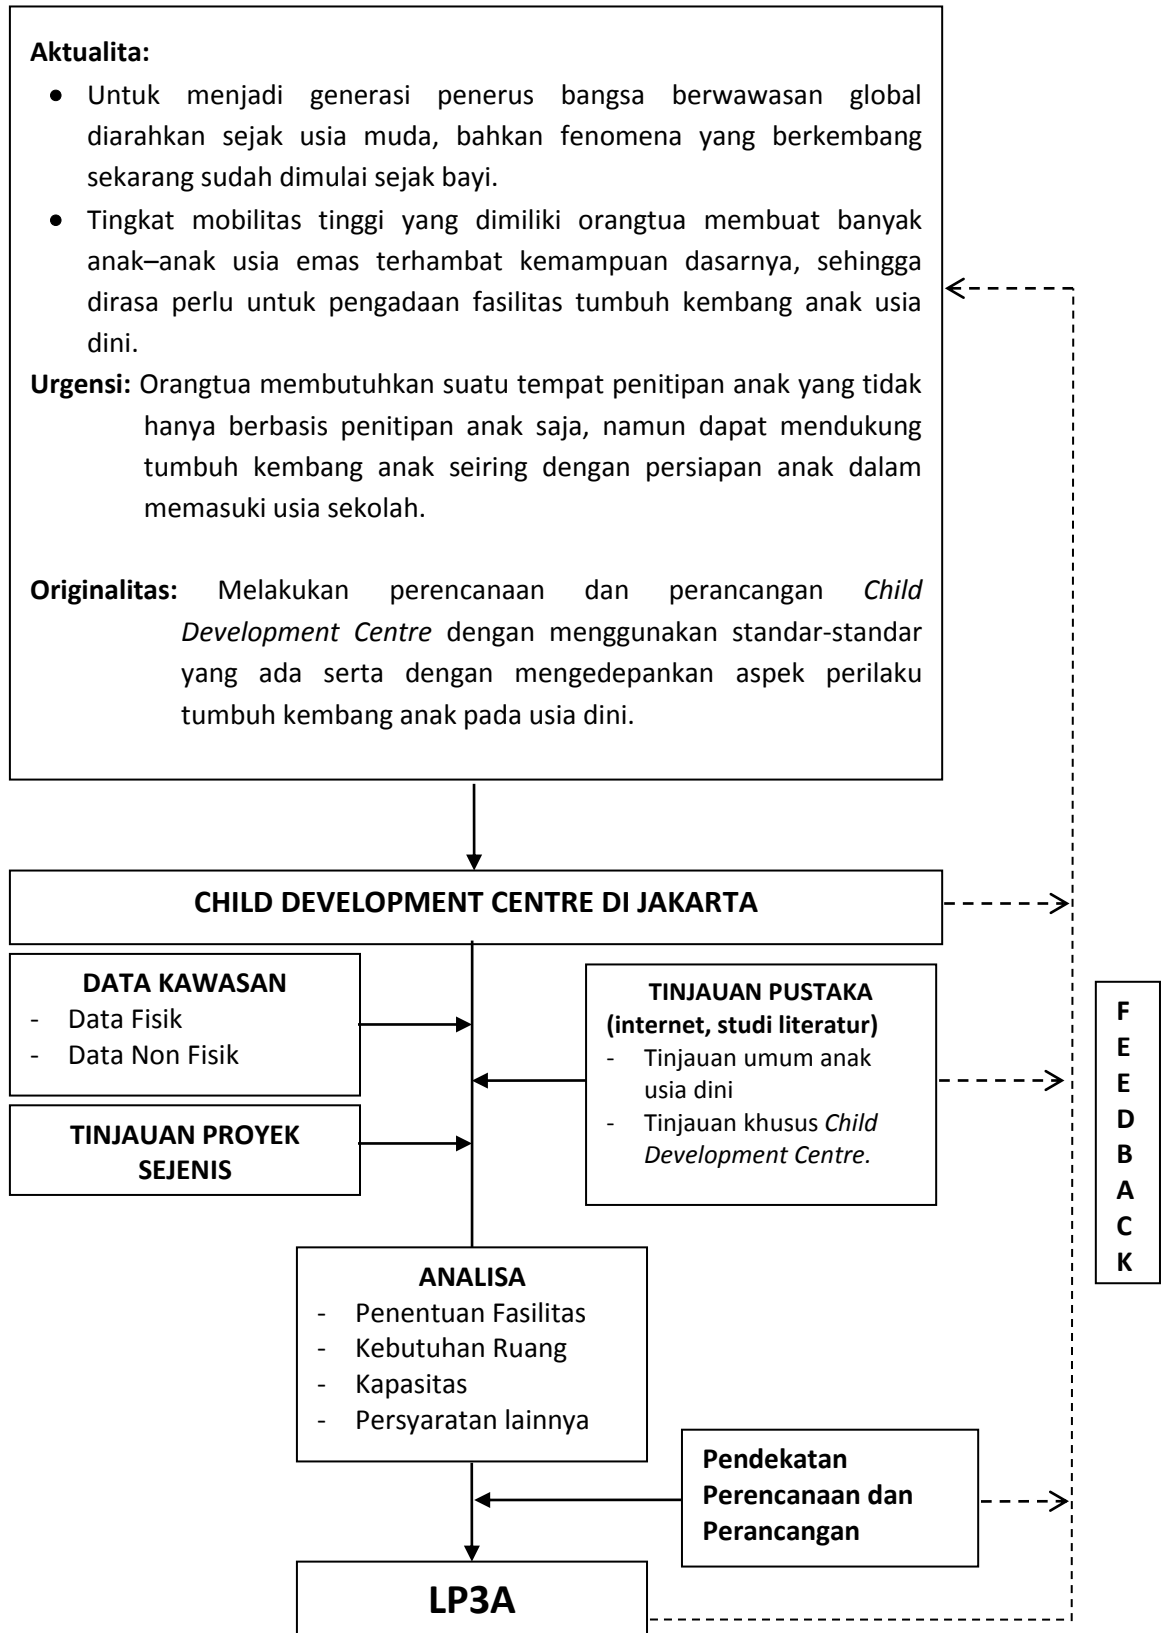 Aktualita:
● Untuk menjadi generasi penerus bangsa berwawasan global
diarahkan sejak usia muda, bahkan fenomena yang berkembang
sekarang sudah dimulai sejak bayi.
● Tingkat mobilitas tinggi yang dimiliki orangtua membuat banyak
anak–anak usia emas terhambat kemampuan dasarnya, sehingga
dirasa perlu untuk pengadaan fasilitas tumbuh kembang anak usia
dini.
Urgensi: Orangtua membutuhkan suatu tempat penitipan anak yang tidak
hanya berbasis penitipan anak saja, namun dapat mendukung
tumbuh kembang anak seiring dengan persiapan anak dalam
memasuki usia sekolah.
Originalitas: Melakukan perencanaan dan perancangan Child
Development Centre dengan menggunakan standar-standar
yang ada serta dengan mengedepankan aspek perilaku
tumbuh kembang anak pada usia dini.
CHILD DEVELOPMENT CENTRE DI JAKARTA
DATA KAWASAN
- Data Fisik
- Data Non Fisik
TINJAUAN PROYEK
SEJENIS
TINJAUAN PUSTAKA
(internet, studi literatur)
- Tinjauan umum anak
usia dini
- Tinjauan khusus Child
Development Centre.
F
E
E
D
B
A
C
K
ANALISA
- Penentuan Fasilitas
- Kebutuhan Ruang
- Kapasitas
- Persyaratan lainnya
Pendekatan
Perencanaan dan
Perancangan
LP3A